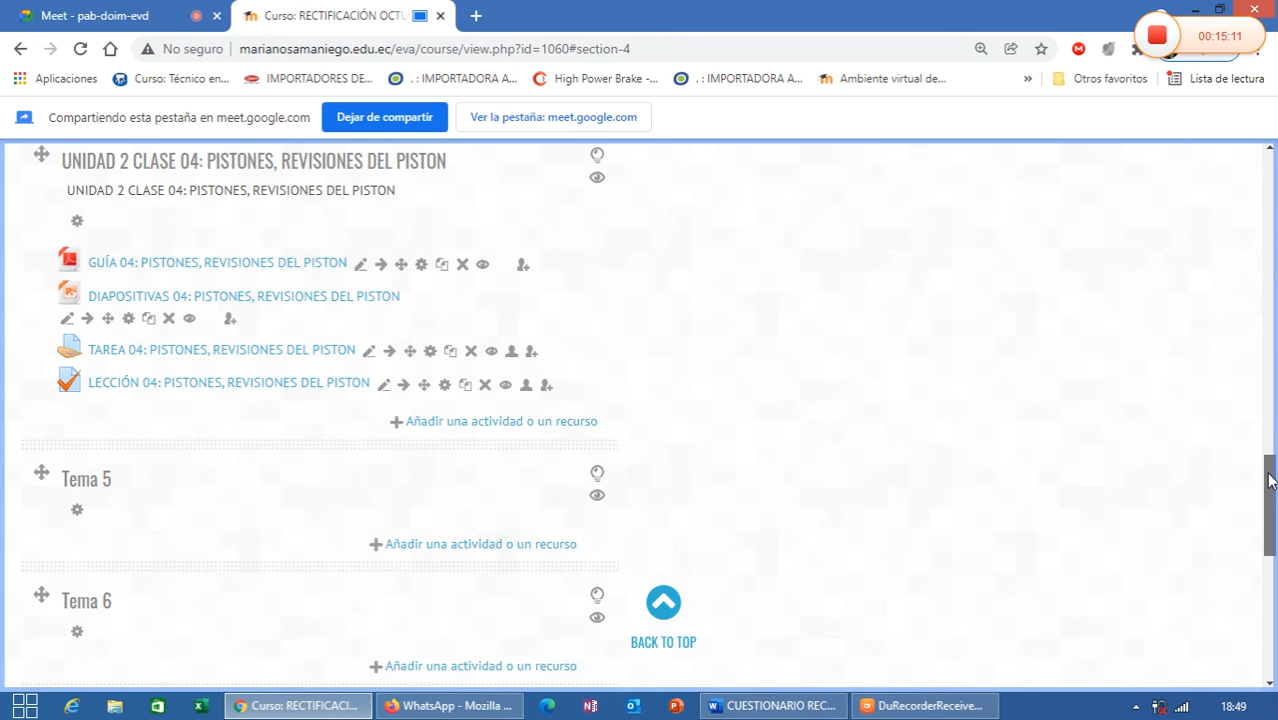 Meet - pab-doim-evd
Curso: RECTIFICACIÓN OCTU
00:15:11
No seguro
marianosamaniego.edu.ec/eva/course/view.php?id=1060#section-4
Aplicaciones
Curso: Técnico en...
IMPORTADORES DE...
. : IMPORTADORA A...
High Power Brake -...
. : IMPORTADORA A...
Ambiente virtual de...
»
Otros favoritos
Lista de lectura
Compartiendo esta pestaña en meet.google.com
Dejar de compartir
Ver la pestaña: meet.google.com
UNIDAD 2 CLASE 04: PISTONES, REVISIONES DEL PISTON
UNIDAD 2 CLASE 04: PISTONES, REVISIONES DEL PISTON
GUÍA 04: PISTONES, REVISIONES DEL PISTON
DIAPOSITIVAS 04: PISTONES, REVISIONES DEL PISTON
TAREA 04: PISTONES, REVISIONES DEL PISTON
LECCIÓN 04: PISTONES, REVISIONES DEL PISTON
Añadir una actividad o un recurso
Tema 5
Añadir una actividad o un recurso
Tema 6
BACK TO TOP
Añadir una actividad o un recurso
Curso: RECTIFICACI...
WhatsApp - Mozilla ...
CUESTIONARIO REC...
DuRecorderReceive...
18:49